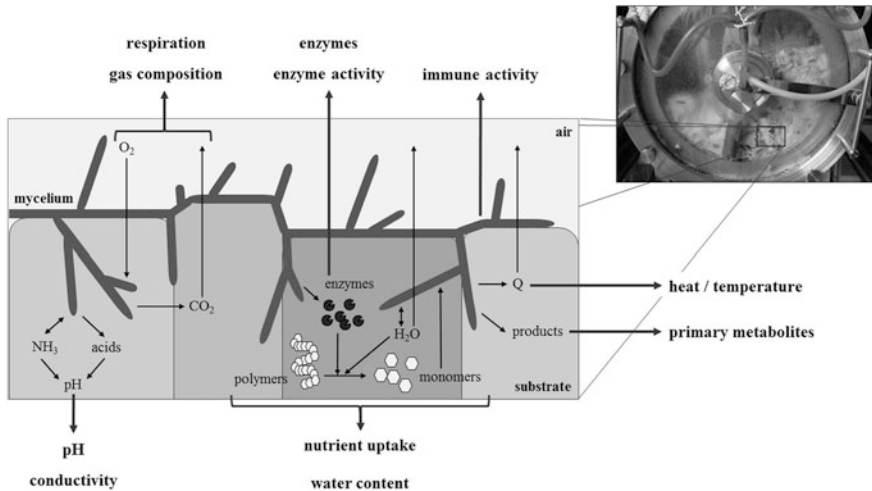 respiration
gas composition
enzymes
enzyme activity
immune activity
air
O2
mycelium
enzymes
Q
heat / temperature
CO2
H2O
products
primary metabolites
NH3
acids
polymers
monomers
pH
substrate
pH
conductivity
nutrient uptake
water content